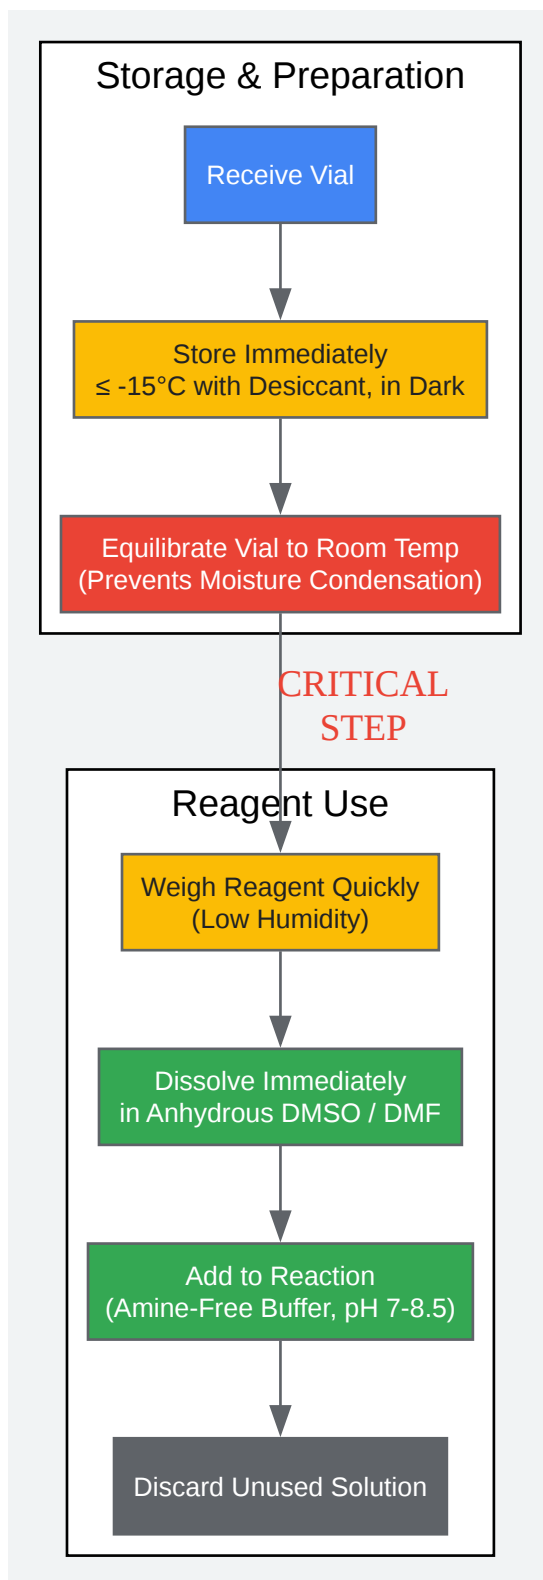 Storage & Preparation
Receive Vial
Store Immediately
≤ -15°C with Desiccant, in Dark
Equilibrate Vial to Room Temp
(Prevents Moisture Condensation)
CRITICAL
STEP
Reagent Use
Weigh Reagent Quickly
(Low Humidity)
Dissolve Immediately
in Anhydrous DMSO / DMF
Add to Reaction
(Amine-Free Buffer, pH 7-8.5)
Discard Unused Solution